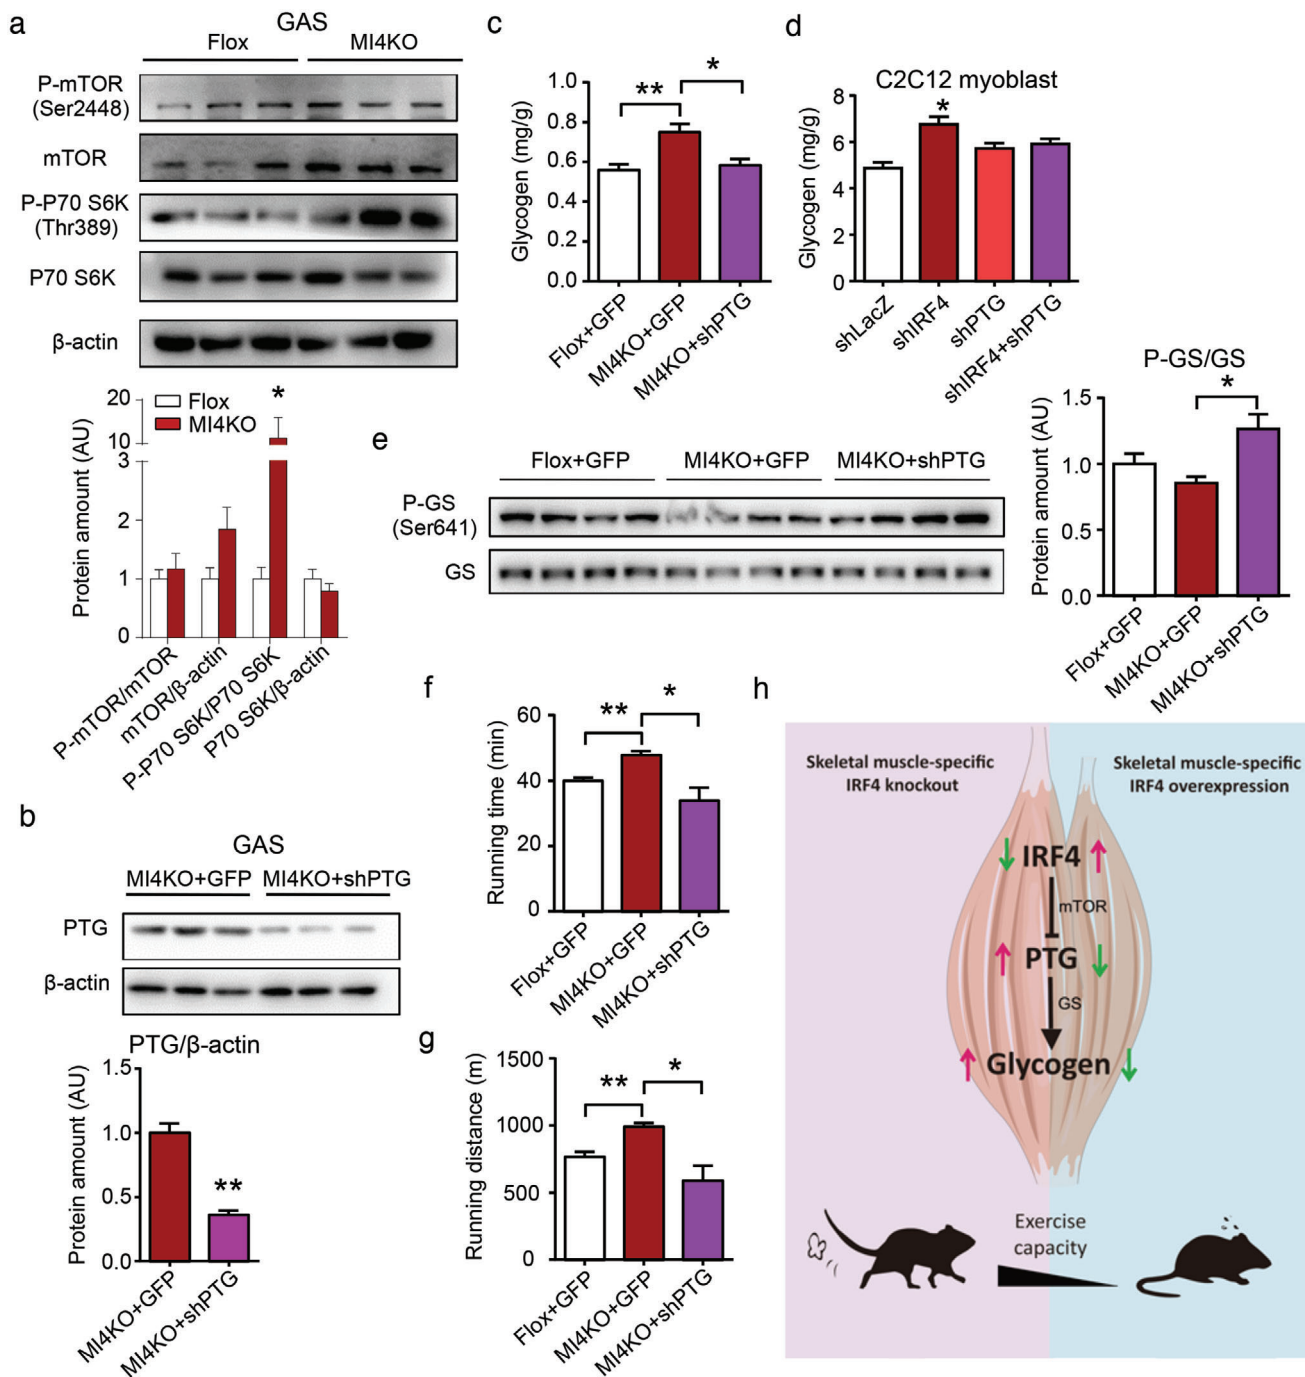 a
GAS
Flox
MI4KO
P-mTOR
(Ser2448)
mTOR
P-P70 S6K
(Thr389)
P70 S6K
β-actin
Protein amount (AU)
20
10
3
2
1
0
*
Flox
MI4KO
P-mTOR/mTOR
mTOR/β-actin
P-P70 S6K/P70 S6K
P70 S6K/β-actin
b
GAS
MI4KO+GFP
MI4KO+shPTG
PTG
β-actin
PTG/β-actin
Protein amount (AU)
1.5
1.0
0.5
0.0
**
MI4KO+GFP
MI4KO+shPTG
c
Glycogen (mg/g)
1.0
0.8
0.6
0.4
0.2
0.0
**
*
Flox+GFP
MI4KO+GFP
MI4KO+shPTG
d
C2C12 myoblast
Glycogen (mg/g)
8
6
4
2
0
*
shLacZ
shIRF4
shPTG
shIRF4+shPTG
e
Flox+GFP
MI4KO+GFP
MI4KO+shPTG
P-GS
(Ser641)
GS
P-GS/GS
Protein amount (AU)
1.5
1.0
0.5
0.0
*
Flox+GFP
MI4KO+GFP
MI4KO+shPTG
f
Running time (min)
60
40
20
0
**
*
Flox+GFP
MI4KO+GFP
MI4KO+shPTG
g
Running distance (m)
1500
1000
500
0
**
*
Flox+GFP
MI4KO+GFP
MI4KO+shPTG
h
Skeletal muscle-specific
IRF4 knockout
Skeletal muscle-specific
IRF4 overexpression
IRF4
mTOR
PTG
GS
Glycogen
Exercise
capacity